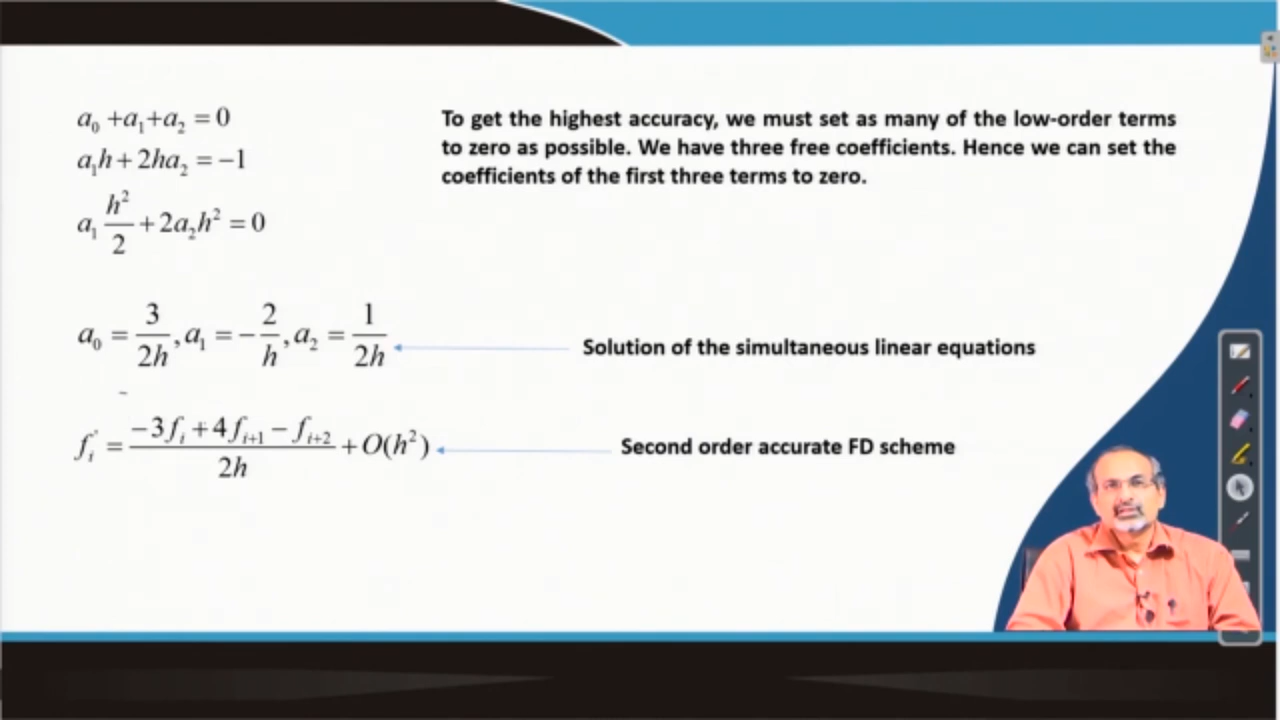 a₀ + a₁ + a₂ = 0
a₁h + 2ha₂ = −1
a₁ h²/2 + 2a₂h² = 0
To get the highest accuracy, we must set as many of the low-order terms
to zero as possible. We have three free coefficients. Hence we can set the
coefficients of the first three terms to zero.
a₀ = 3/2h, a₁ = −2/h, a₂ = 1/2h
Solution of the simultaneous linear equations
fᵢ' = (−3fᵢ + 4fᵢ₊₁ − fᵢ₊₂)/2h + O(h²)
Second order accurate FD scheme